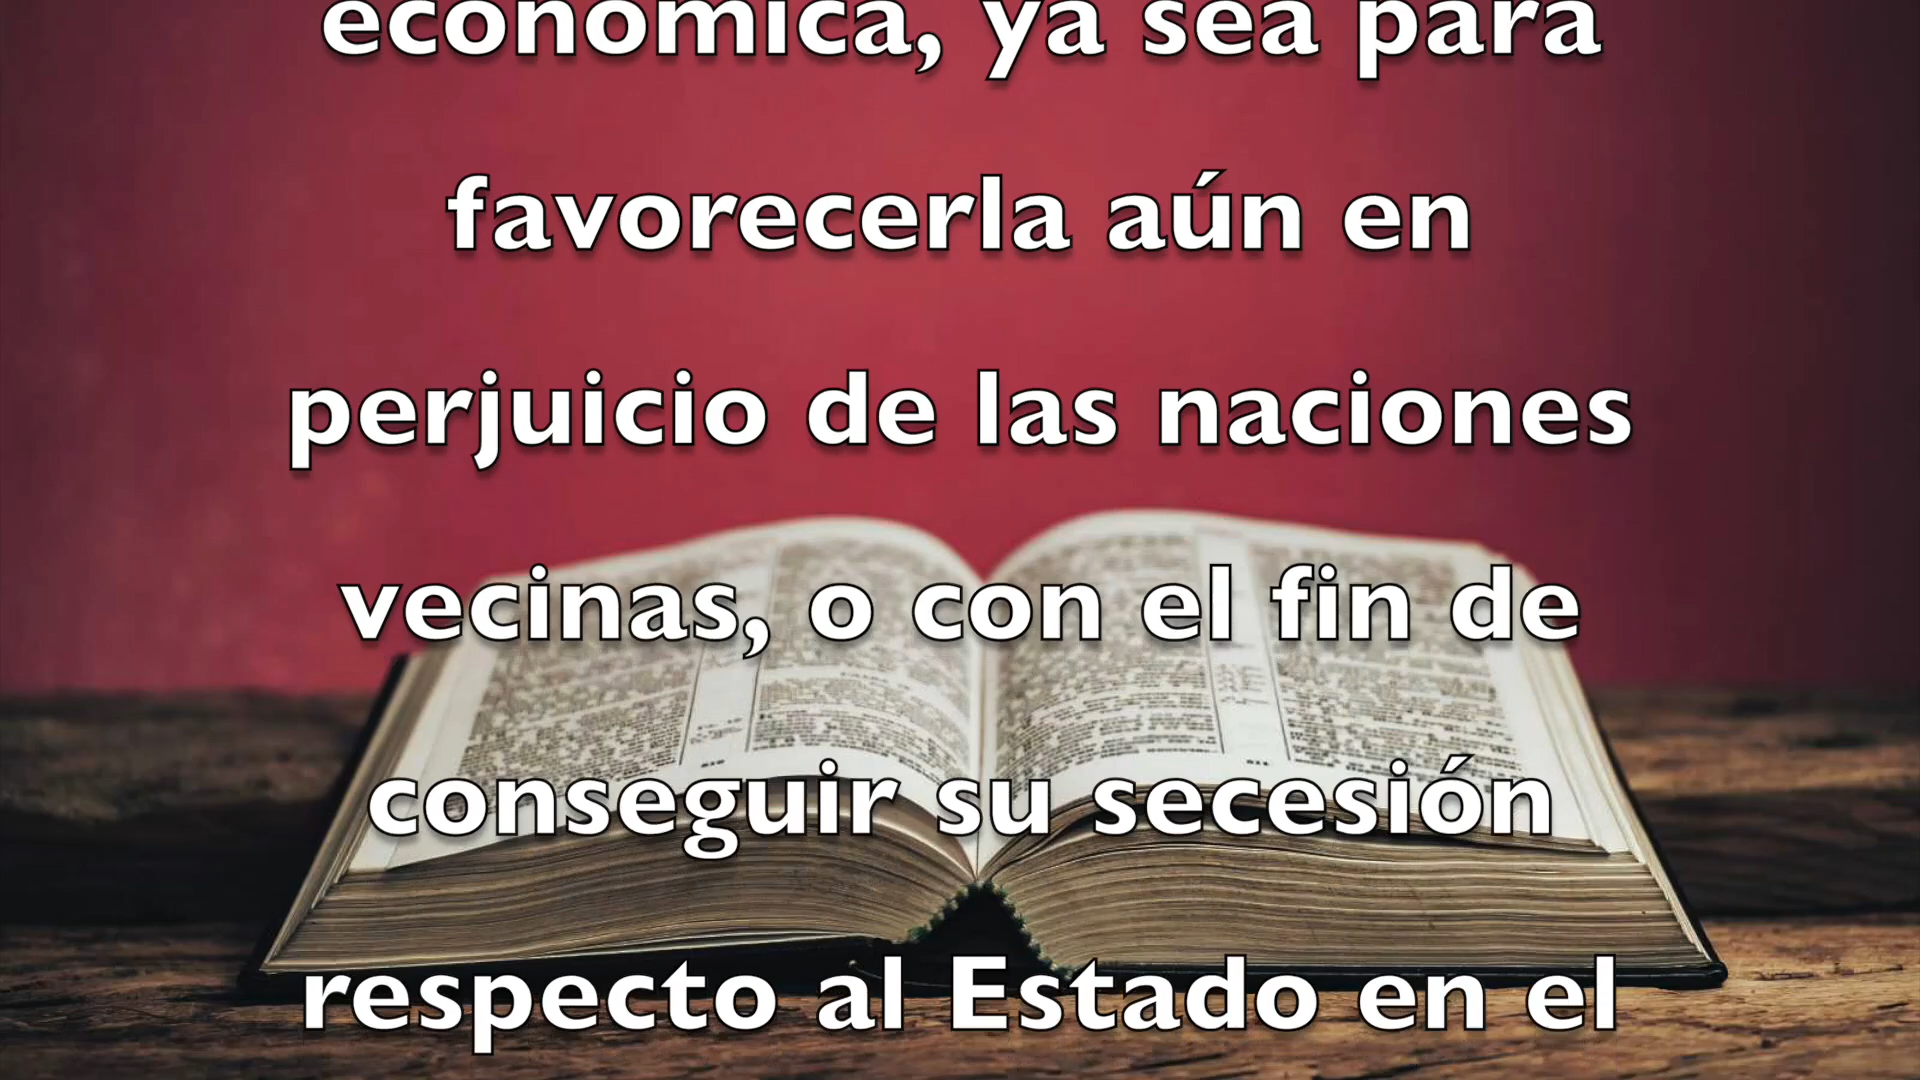 económica, ya sea para
favorecerla aún en
perjuicio de las naciones
vecinas, o con el fin de
conseguir su secesión
respecto al Estado en el